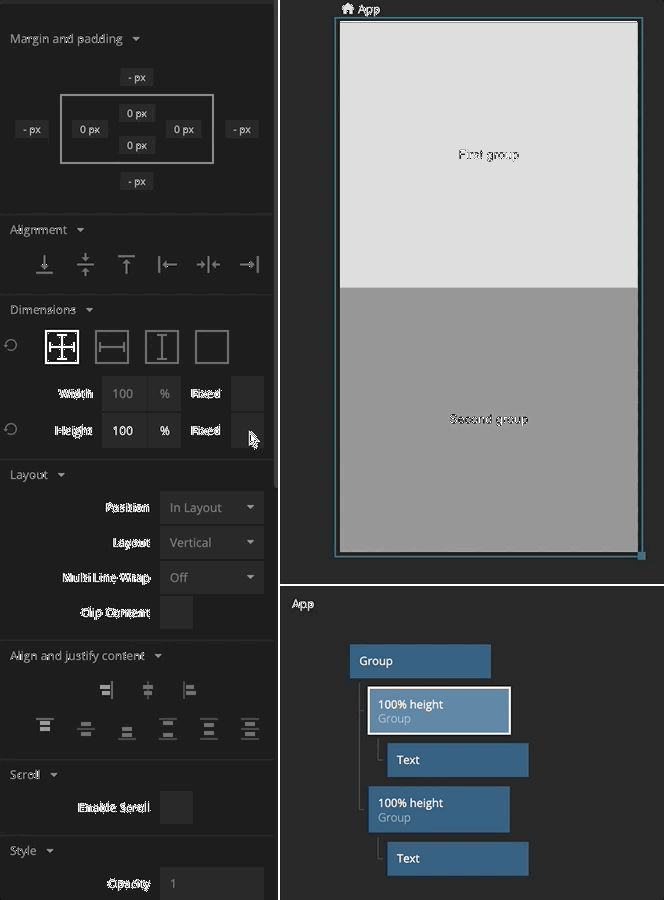 Margin and padding
- px
0 px
- px
0 px
0 px
- px
0 px
- px
Alignment
Dimensions
Width 100 % Fixed
Height 100 % Fixed
Layout
Position In Layout
Layout Vertical
Multi Line Wrap Off
Clip Content
Align and justify content
Scroll
Enable Scroll
Style
Opacity 1
App
First group
Second group
App
Group
100% height
Group
Text
100% height
Group
Text